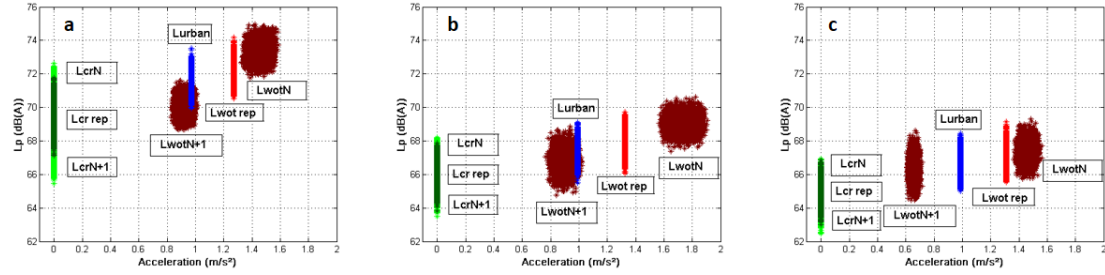 a
76
74
72
70
68
66
64
62
Lp (dB(A))
LcrN
Lcr rep
LcrN+1
Lurban
LwotN
Lwot rep
LwotN+1
0 0.2 0.4 0.6 0.8 1 1.2 1.4 1.6 1.8 2
Acceleration (m/s²)
b
76
74
72
70
68
66
64
62
Lp (dB(A))
Lurban
LcrN
Lcr rep
LcrN+1
LwotN
Lwot rep
LwotN+1
0 0.2 0.4 0.6 0.8 1 1.2 1.4 1.6 1.8 2
Acceleration (m/s²)
c
76
74
72
70
68
66
64
62
Lp (dB(A))
Lurban
LcrN
Lcr rep
LcrN+1
LwotN
Lwot rep
LwotN+1
0 0.2 0.4 0.6 0.8 1 1.2 1.4 1.6 1.8 2
Acceleration (m/s²)